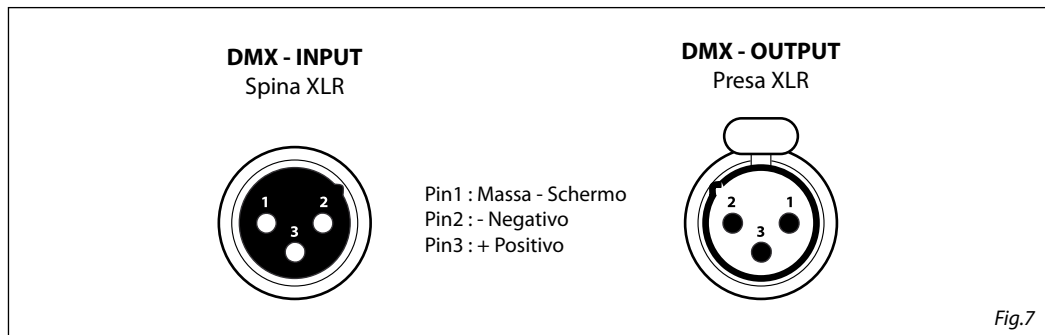 DMX - INPUT
Spina XLR
DMX - OUTPUT
Presa XLR
1
2
3
Pin1 : Massa - Schermo
Pin2 : - Negativo
Pin3 : + Positivo
2
1
3
Fig.7